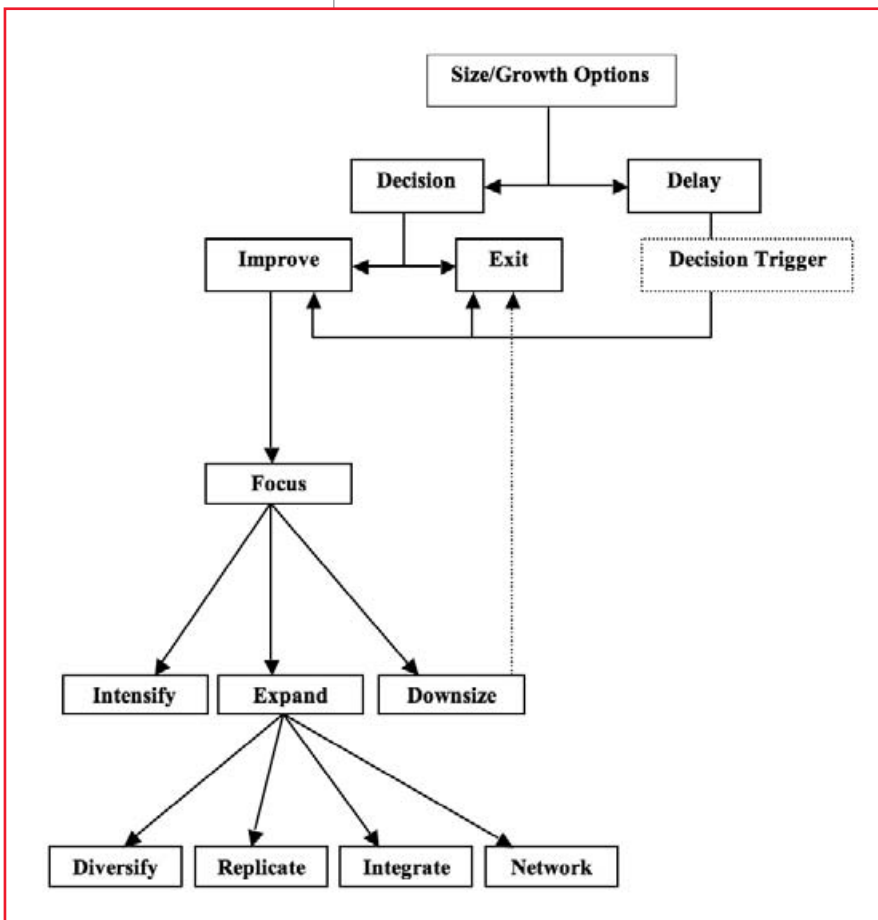 Size/Growth Options
Decision
Delay
Improve
Exit
Decision Trigger
Focus
Intensify
Expand
Downsize
Diversify
Replicate
Integrate
Network